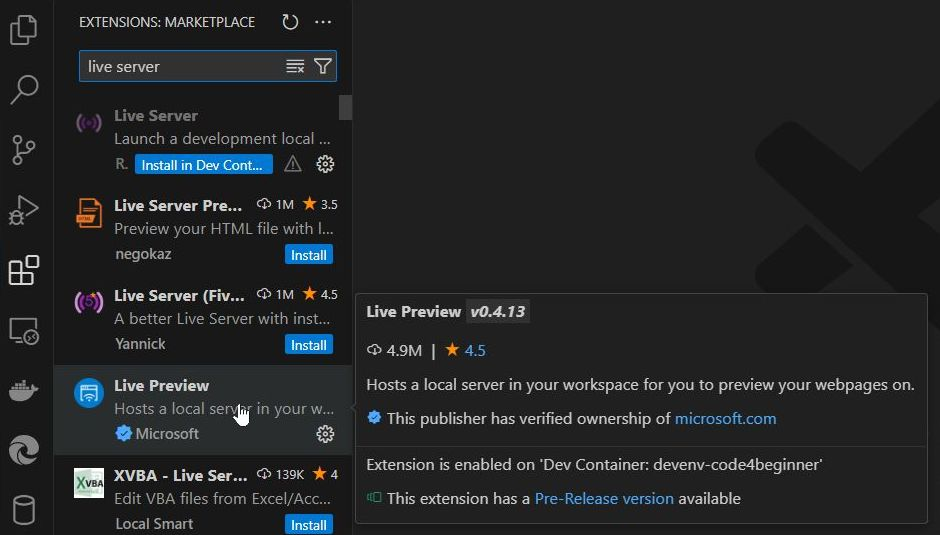 EXTENSIONS: MARKETPLACE
live server
Live Server
Launch a development local ...
R. Install in Dev Cont...
Live Server Pre... 1M 3.5
Preview your HTML file with l...
negokaz Install
Live Server (Fiv... 1M 4.5
A better Live Server with inst...
Yannick Install
Live Preview
Hosts a local server in your w...
Microsoft
XVBA - Live Ser... 139K 4
Edit VBA files from Excel/Acc...
Local Smart Install
Live Preview v0.4.13
4.9M | 4.5
Hosts a local server in your workspace for you to preview your webpages on.
This publisher has verified ownership of microsoft.com
Extension is enabled on 'Dev Container: devenv-code4beginner'
This extension has a Pre-Release version available
HTML
5
XVBA